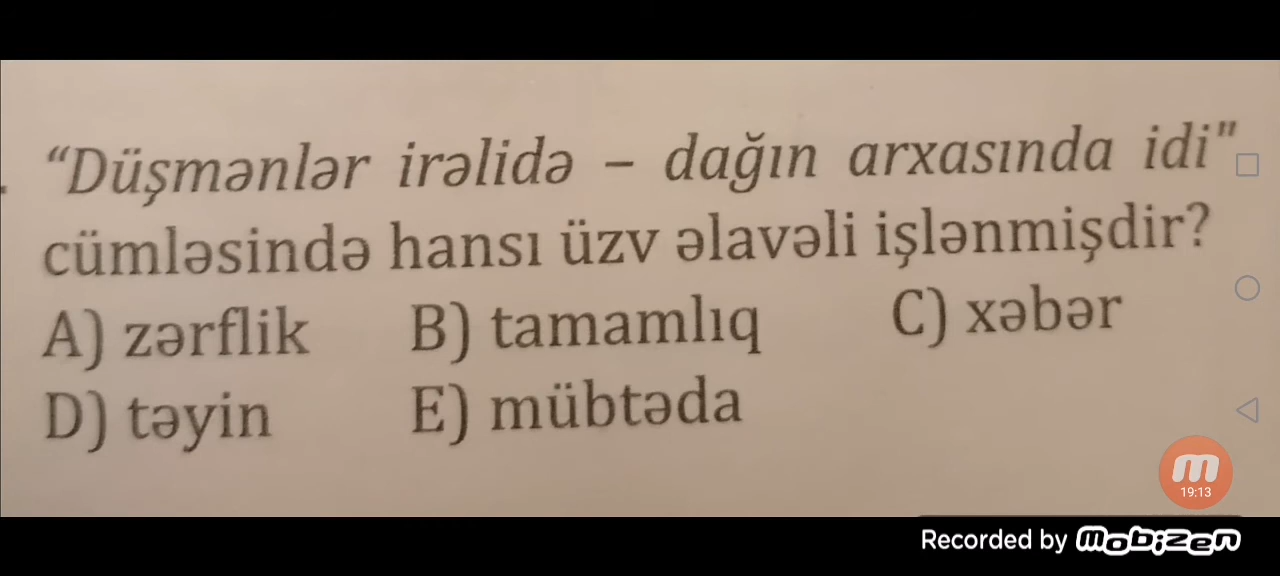 “Düşmənlər irəlidə – dağın arxasında idi"
cümləsində hansı üzv əlavəli işlənmişdir?
A) zərflik B) tamamlıq C) xəbər
D) təyin E) mübtəda
19:13
Recorded by Mobizen